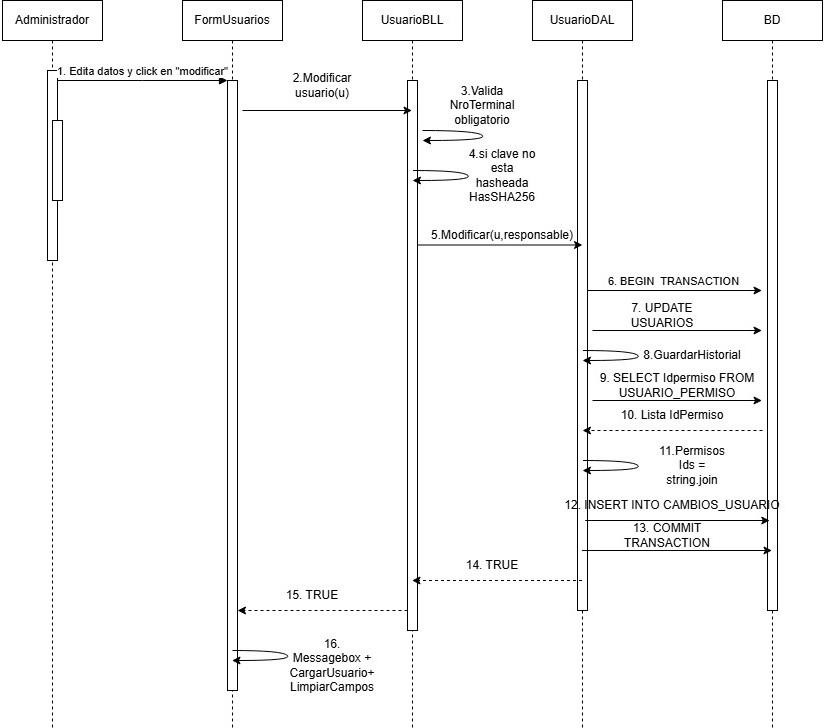 Administrador
FormUsuarios
UsuarioBLL
UsuarioDAL
BD
1. Edita datos y click en "modificar"
2.Modificar
usuario(u)
3.Valida
NroTerminal
obligatorio
4.si clave no
esta
hasheada
HasSHA256
5.Modificar(u,responsable)
6. BEGIN TRANSACTION
7. UPDATE
USUARIOS
8.GuardarHistorial
9. SELECT Idpermiso FROM
USUARIO_PERMISO
10. Lista IdPermiso
11.Permisos
Ids =
string.join
12. INSERT INTO CAMBIOS_USUARIO
13. COMMIT
TRANSACTION
14. TRUE
15. TRUE
16.
Messagebox +
CargarUsuario+
LimpiarCampos